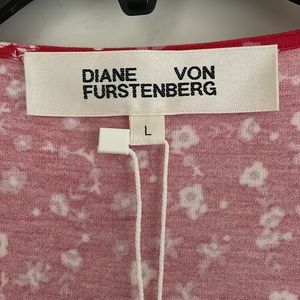 DIANE VON
FURSTENBERG
L